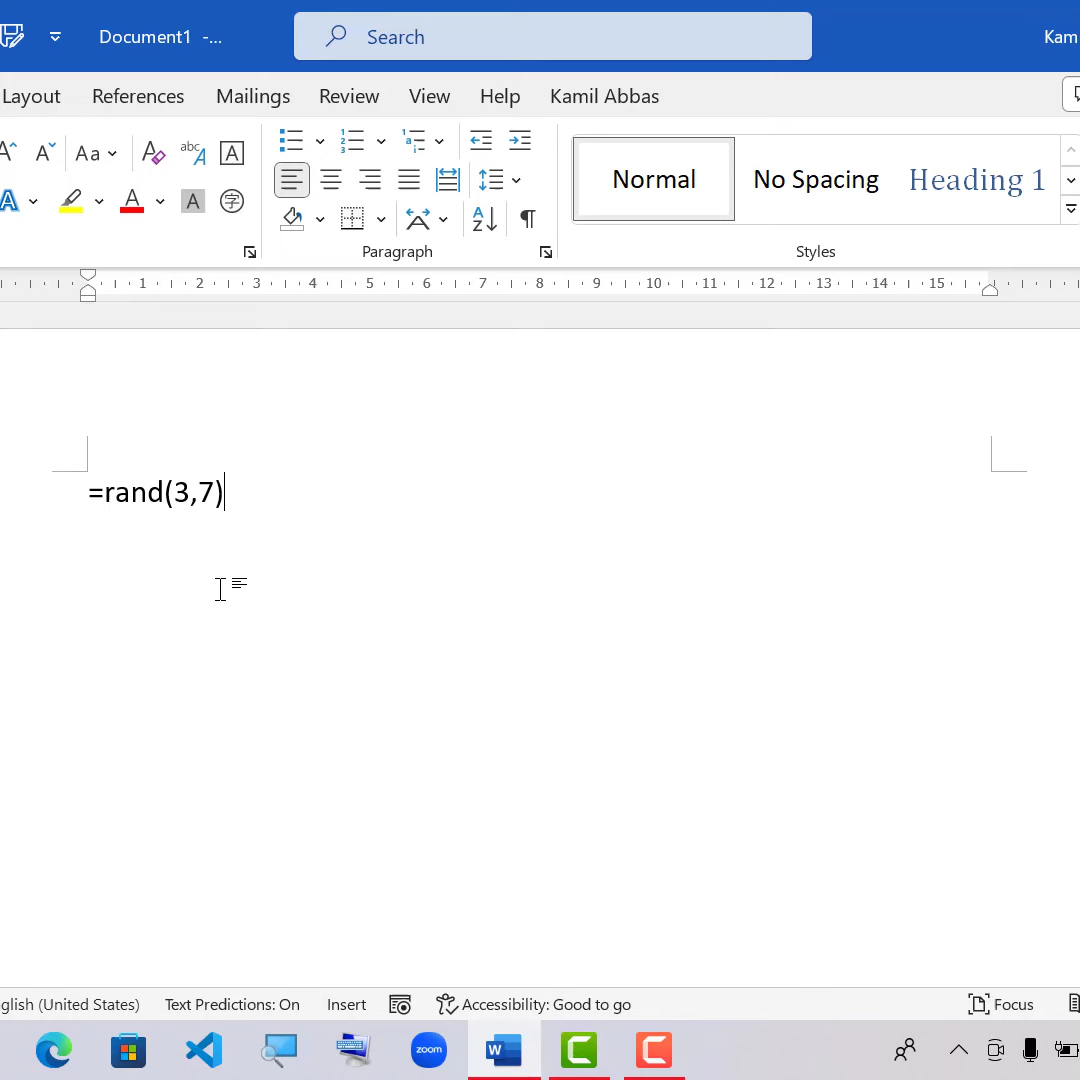 Document1 -...
Search
Kam
Layout References Mailings Review View Help Kamil Abbas
Aa
abc A A
A A A 字
Normal No Spacing Heading 1
Paragraph Styles
1 2 3 4 5 6 7 8 9 10 11 12 13 14 15
=rand(3,7)
glish (United States) Text Predictions: On Insert Accessibility: Good to go Focus
zoom W C C